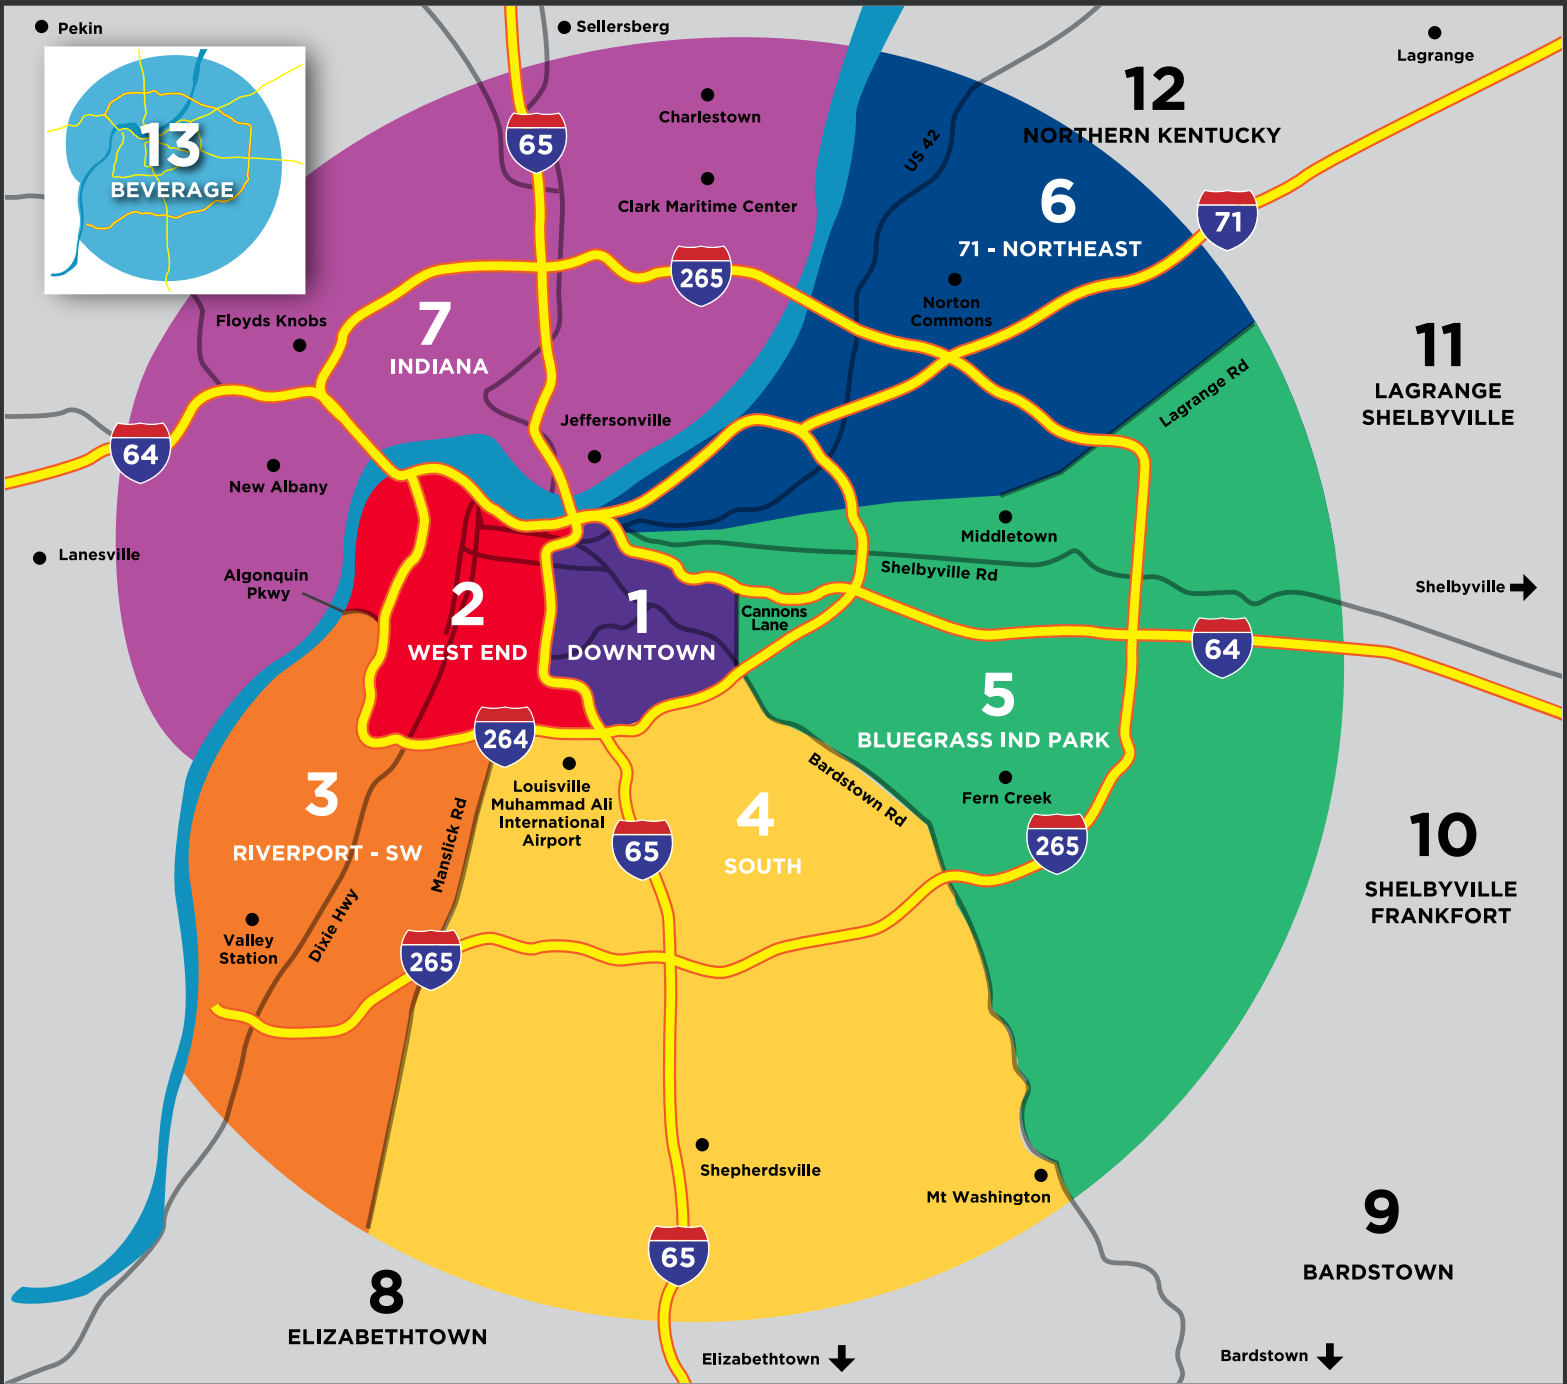 Pekin
Sellersberg
Lagrange
13
BEVERAGE
65
Charlestown
Clark Maritime Center
US 42
12
NORTHERN KENTUCKY
6
71 - NORTHEAST
71
265
Norton
Commons
Floyds Knobs
7
INDIANA
Jeffersonville
Lagrange Rd
11
LAGRANGE
SHELBYVILLE
64
New Albany
Lanesville
Algonquin
Pkwy
Middletown
Shelbyville Rd
Shelbyville
2
WEST END
1
DOWNTOWN
Cannons
Lane
64
5
BLUEGRASS IND PARK
Fern Creek
265
264
Louisville
Muhammad Ali
International
Airport
65
4
SOUTH
Bardstown Rd
3
RIVERPORT - SW
Manslick Rd
Dixie Hwy
Valley
Station
265
10
SHELBYVILLE
FRANKFORT
Shepherdsville
Mt Washington
65
9
BARDSTOWN
8
ELIZABETHTOWN
Elizabethtown
Bardstown